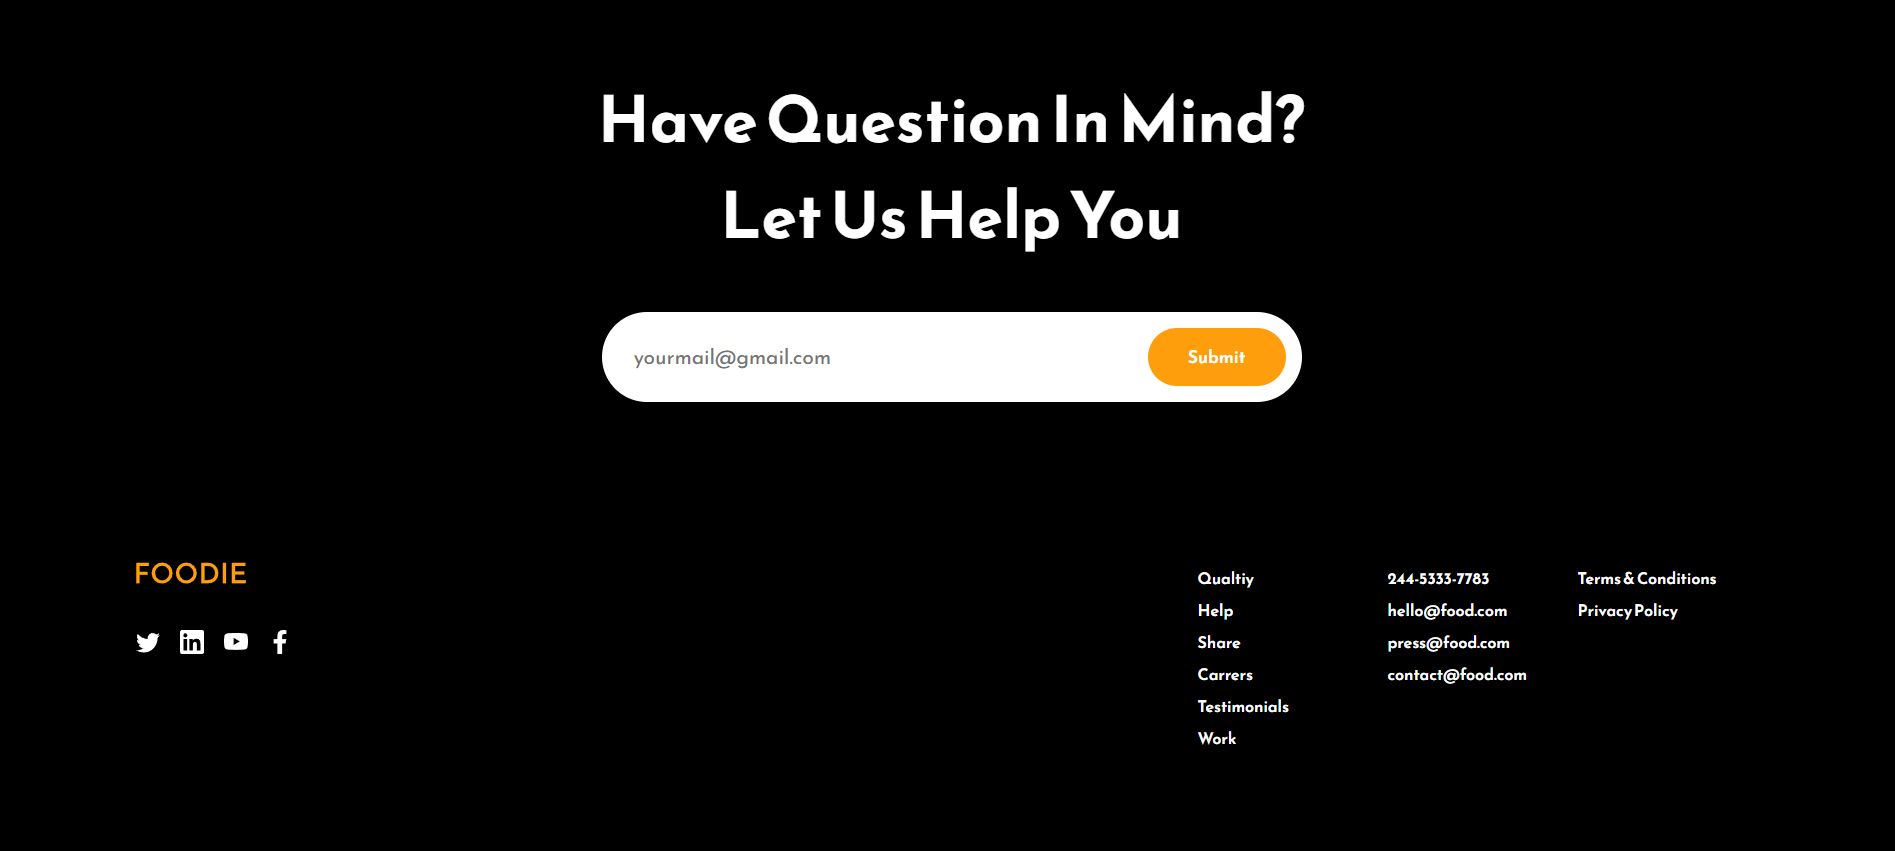 Have Question In Mind?
Let Us Help You
yourmail@gmail.com
Submit
FOODIE
Qualtiy
Help
Share
Carrers
Testimonials
Work
244-5333-7783
hello@food.com
press@food.com
contact@food.com
Terms & Conditions
Privacy Policy